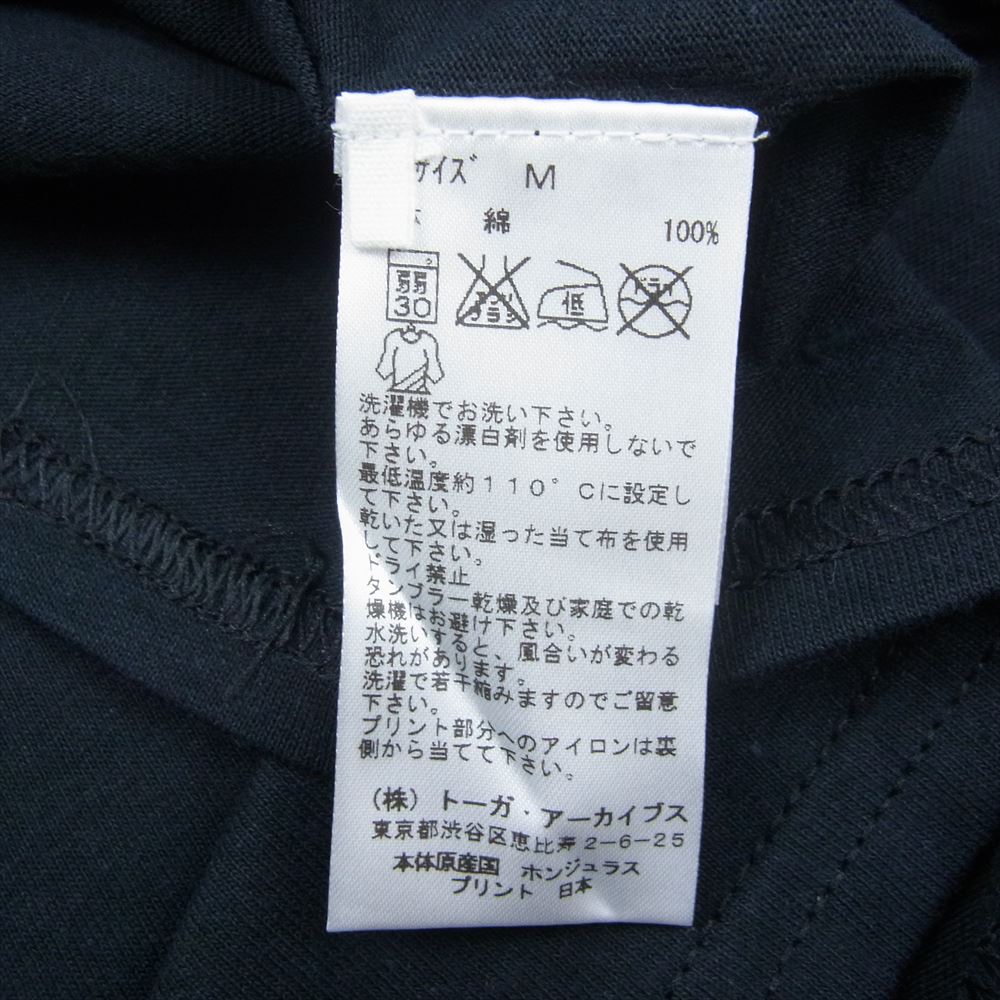 サイズ M
綿 100%
弱 30
エンソ サラシ
低
ドライ
洗濯機でお洗い下さい。
あらゆる漂白剤を使用しないで
下さい。
最低温度約110°Cに設定し
て下さい。
乾いた又は湿った当て布を使用
して下さい。
ドライ禁止
タンブラー乾燥及び家庭での乾
燥機はお避け下さい。
水洗いすると、風合いが変わる
恐れがあります。
洗濯で若干縮みますのでご留意
下さい。
プリント部分へのアイロンは裏
側から当てて下さい。
(株)トーガ・アーカイブス
東京都渋谷区恵比寿2-6-25
本体原産国 ホンジュラス
プリント 日本